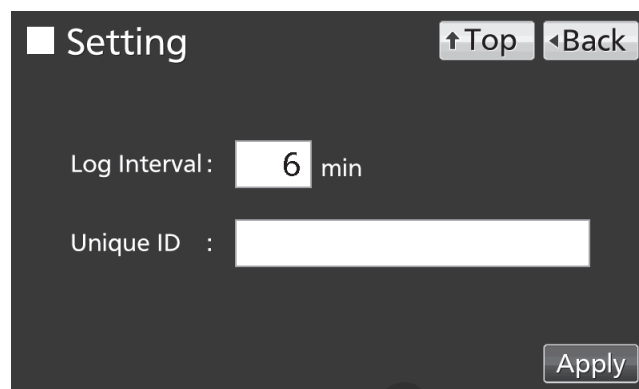 Setting
↑Top
◂Back
Log Interval: 6 min
Unique ID :
Apply